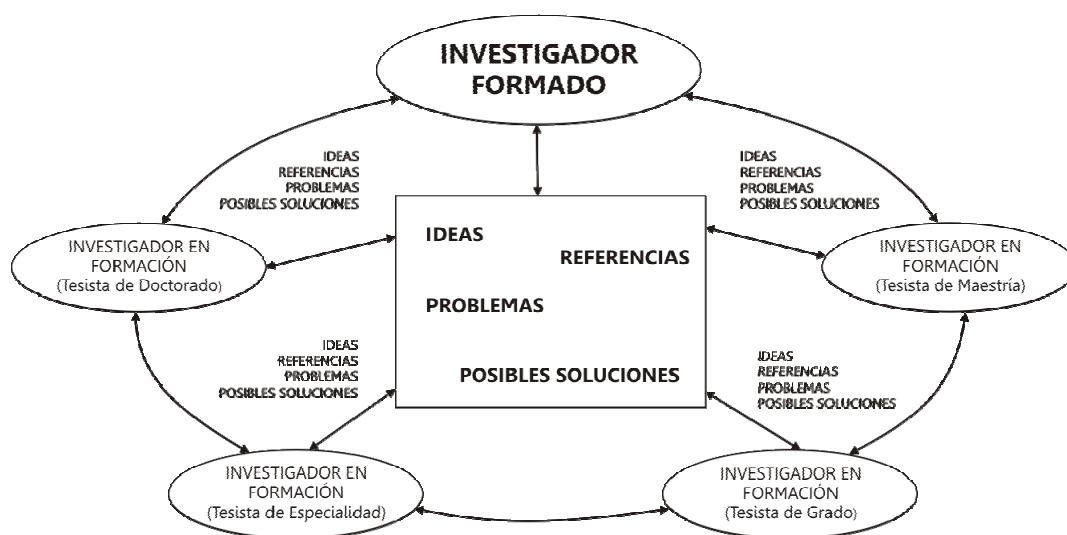 INVESTIGADOR
FORMADO
IDEAS
REFERENCIAS
PROBLEMAS
POSIBLES SOLUCIONES
IDEAS
REFERENCIAS
PROBLEMAS
POSIBLES SOLUCIONES
INVESTIGADOR EN
FORMACIÓN
(Tesista de Doctorado)
IDEAS
REFERENCIAS
PROBLEMAS
POSIBLES SOLUCIONES
INVESTIGADOR EN
FORMACIÓN
(Tesista de Maestría)
IDEAS
REFERENCIAS
PROBLEMAS
POSIBLES SOLUCIONES
IDEAS
REFERENCIAS
PROBLEMAS
POSIBLES SOLUCIONES
INVESTIGADOR EN
FORMACIÓN
(Tesista de Especialidad)
INVESTIGADOR EN
FORMACIÓN
(Tesista de Grado)